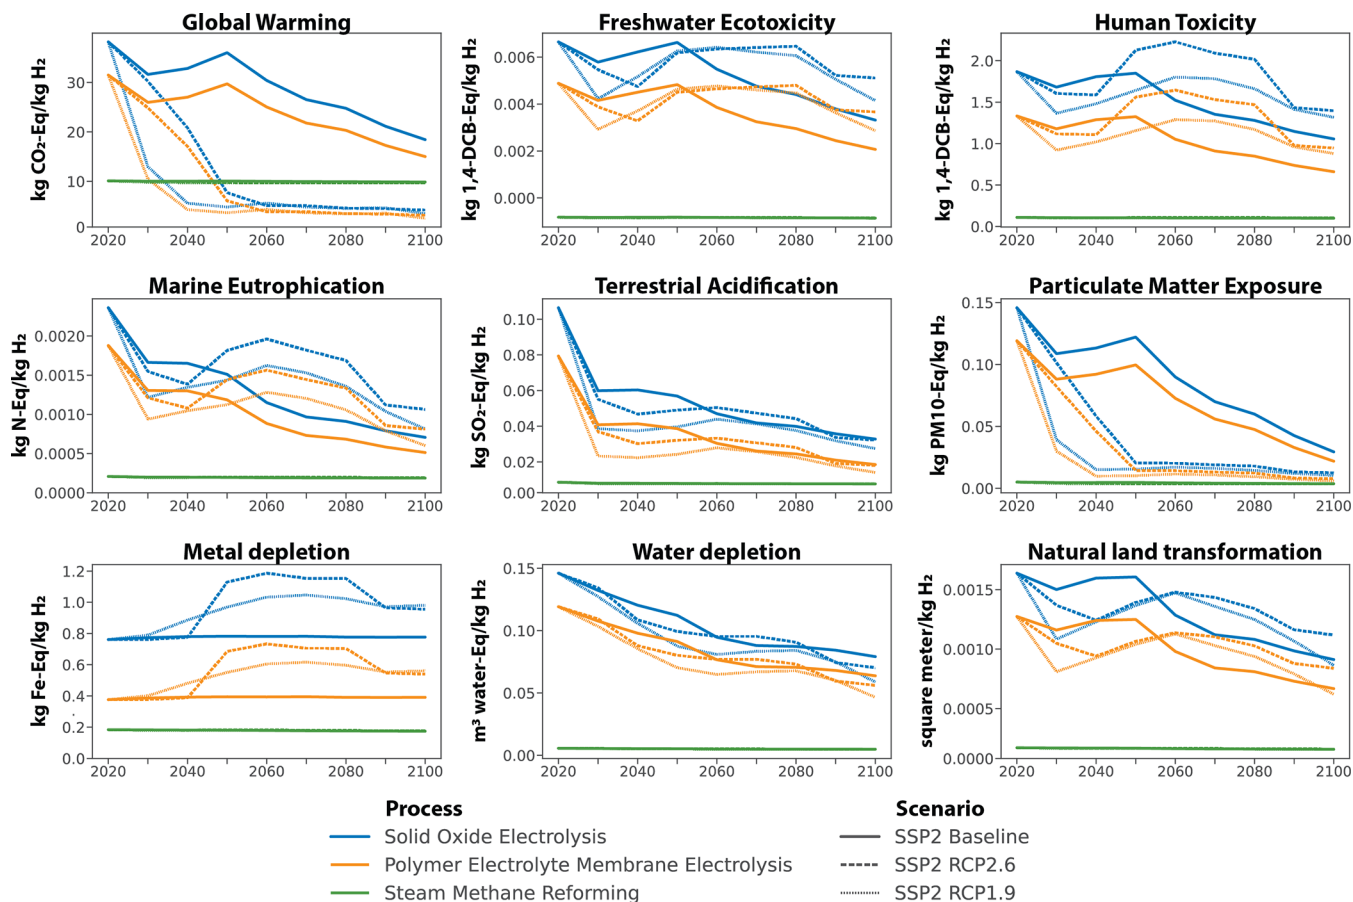 Global Warming
Freshwater Ecotoxicity
Human Toxicity
kg CO₂-Eq/kg H₂
30
20
10
0
2020 2040 2060 2080 2100
kg 1,4-DCB-Eq/kg H₂
0.006
0.004
0.002
0.000
2020 2040 2060 2080 2100
kg 1,4-DCB-Eq/kg H₂
2.0
1.5
1.0
0.5
0.0
2020 2040 2060 2080 2100
Marine Eutrophication
Terrestrial Acidification
Particulate Matter Exposure
kg N-Eq/kg H₂
0.0020
0.0015
0.0010
0.0005
0.0000
2020 2040 2060 2080 2100
kg SO₂-Eq/kg H₂
0.10
0.08
0.06
0.04
0.02
0.00
2020 2040 2060 2080 2100
kg PM10-Eq/kg H₂
0.15
0.10
0.05
0.00
2020 2040 2060 2080 2100
Metal depletion
Water depletion
Natural land transformation
kg Fe-Eq/kg H₂
1.2
1.0
0.8
0.6
0.4
0.2
0.0
2020 2040 2060 2080 2100
m³ water-Eq/kg H₂
0.15
0.10
0.05
0.00
2020 2040 2060 2080 2100
square meter/kg H₂
0.0015
0.0010
0.0005
0.0000
2020 2040 2060 2080 2100
Process
Solid Oxide Electrolysis
Polymer Electrolyte Membrane Electrolysis
Steam Methane Reforming
Scenario
SSP2 Baseline
SSP2 RCP2.6
SSP2 RCP1.9